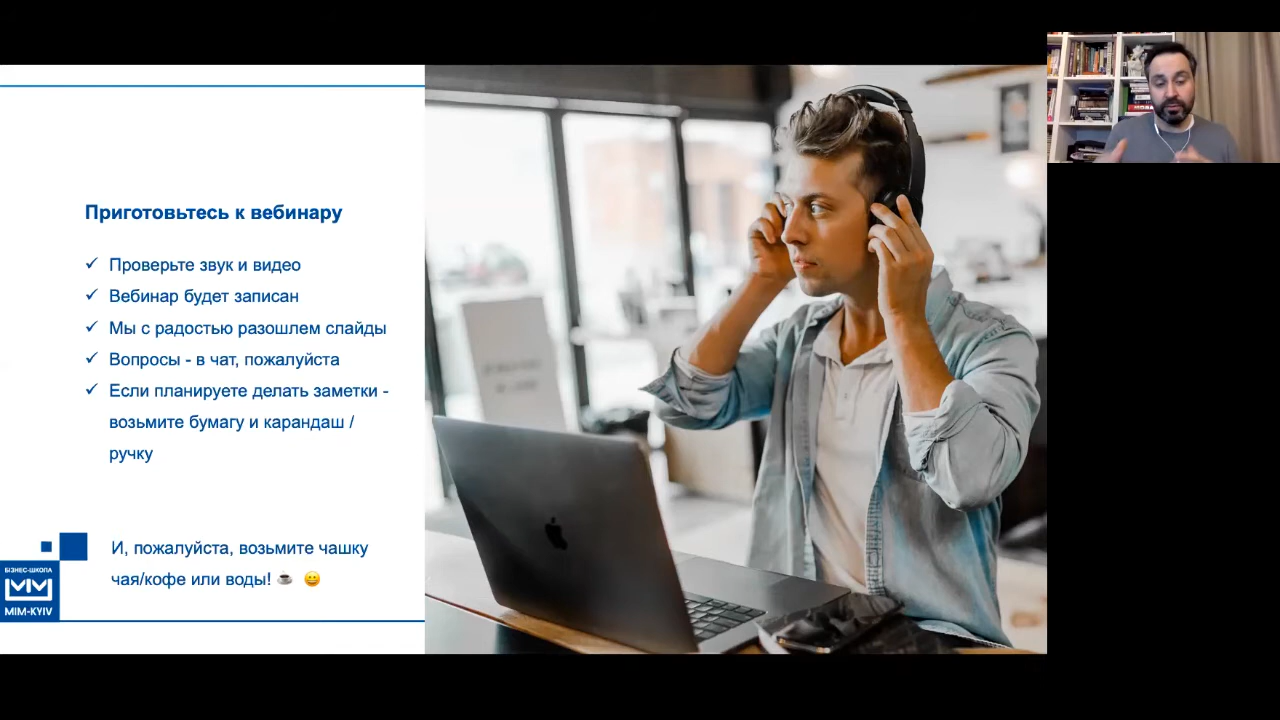 Приготовьтесь к вебинару
✓ Проверьте звук и видео
✓ Вебинар будет записан
✓ Мы с радостью разошлем слайды
✓ Вопросы - в чат, пожалуйста
✓ Если планируете делать заметки -
возьмите бумагу и карандаш /
ручку
И, пожалуйста, возьмите чашку
чая/кофе или воды! ☕ 😄
БІЗНЕС-ШКОЛА
MIM-KYIV